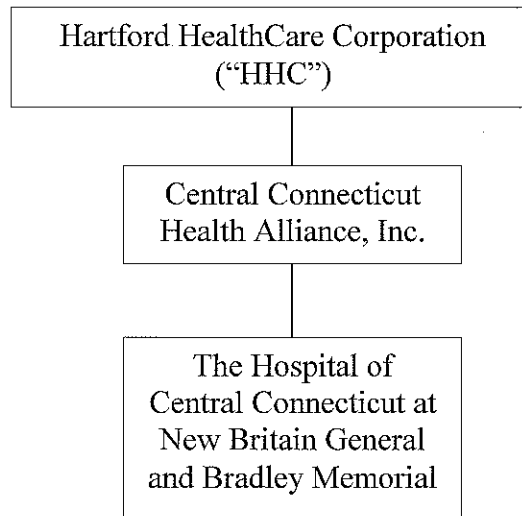 Hartford HealthCare Corporation
(“HHC”)
Central Connecticut
Health Alliance, Inc.
The Hospital of
Central Connecticut at
New Britain General
and Bradley Memorial